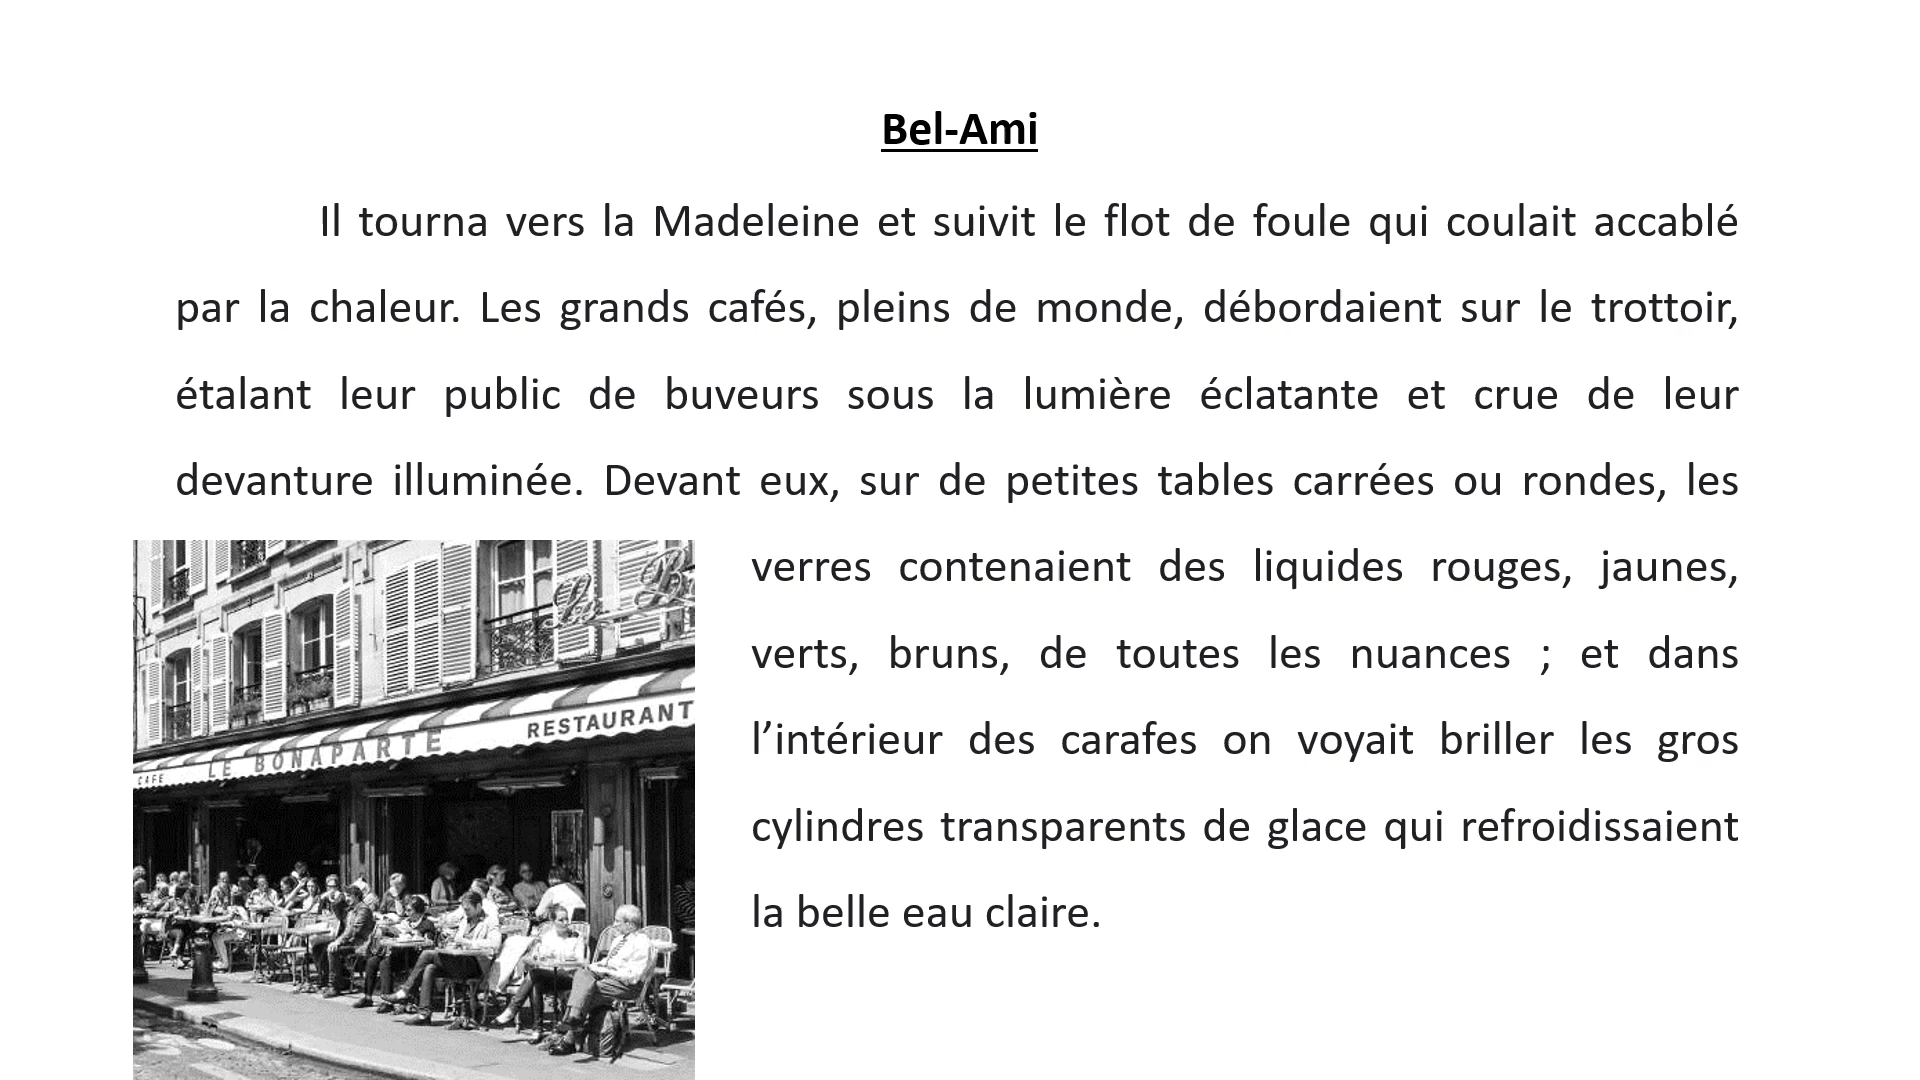 Bel-Ami
Il tourna vers la Madeleine et suivit le flot de foule qui coulait accablé
par la chaleur. Les grands cafés, pleins de monde, débordaient sur le trottoir,
étalant leur public de buveurs sous la lumière éclatante et crue de leur
devanture illuminée. Devant eux, sur de petites tables carrées ou rondes, les
verres contenaient des liquides rouges, jaunes,
verts, bruns, de toutes les nuances ; et dans
l’intérieur des carafes on voyait briller les gros
cylindres transparents de glace qui refroidissaient
la belle eau claire.
CAFE LE BONAPARTE RESTAURANT